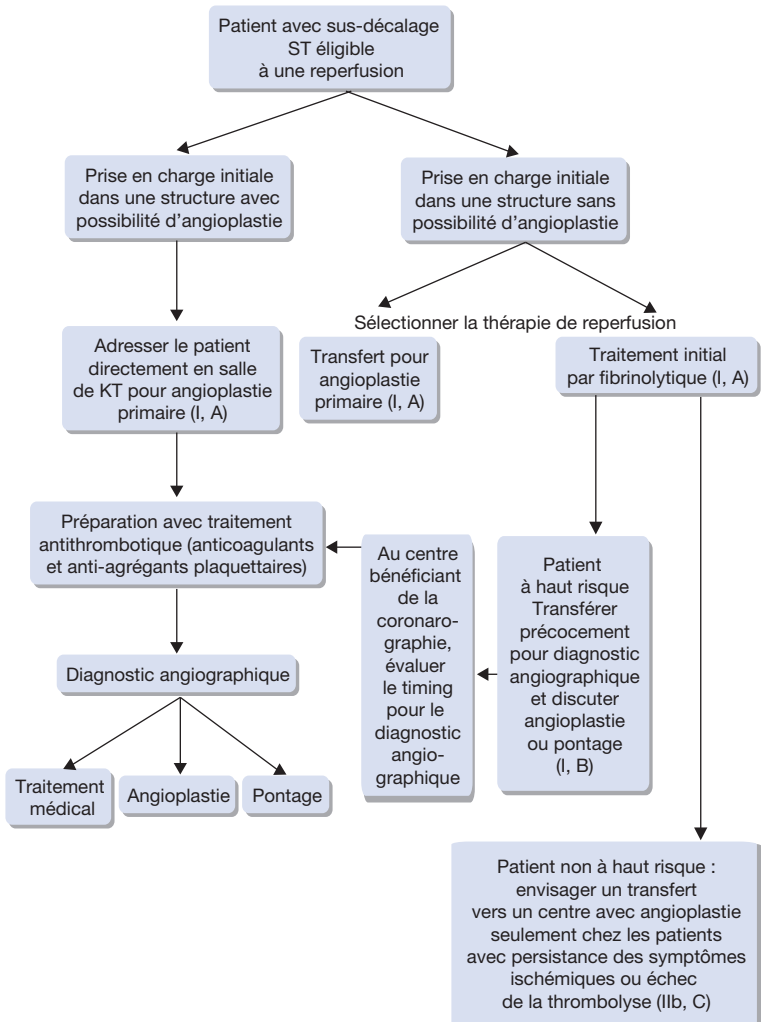 Patient avec sus-décalage
ST éligible
à une reperfusion
Prise en charge initiale
dans une structure avec
possibilité d'angioplastie
Prise en charge initiale
dans une structure sans
possibilité d'angioplastie
Sélectionner la thérapie de reperfusion
Adresser le patient
directement en salle
de KT pour angioplastie
primaire (I, A)
Transfert pour
angioplastie
primaire (I, A)
Traitement initial
par fibrinolytique (I, A)
Préparation avec traitement
antithrombotique (anticoagulants
et anti-agrégants plaquettaires)
Au centre
bénéficiant
de la
coronaro-
graphie,
évaluer
le timing
pour le
diagnostic
angio-
graphique
Patient
à haut risque
Transférer
précocement
pour diagnostic
angiographique
et discuter
angioplastie
ou pontage
(I, B)
Diagnostic angiographique
Traitement
médical
Angioplastie
Pontage
Patient non à haut risque :
envisager un transfert
vers un centre avec angioplastie
seulement chez les patients
avec persistance des symptômes
ischémiques ou échec
de la thrombolyse (IIb, C)